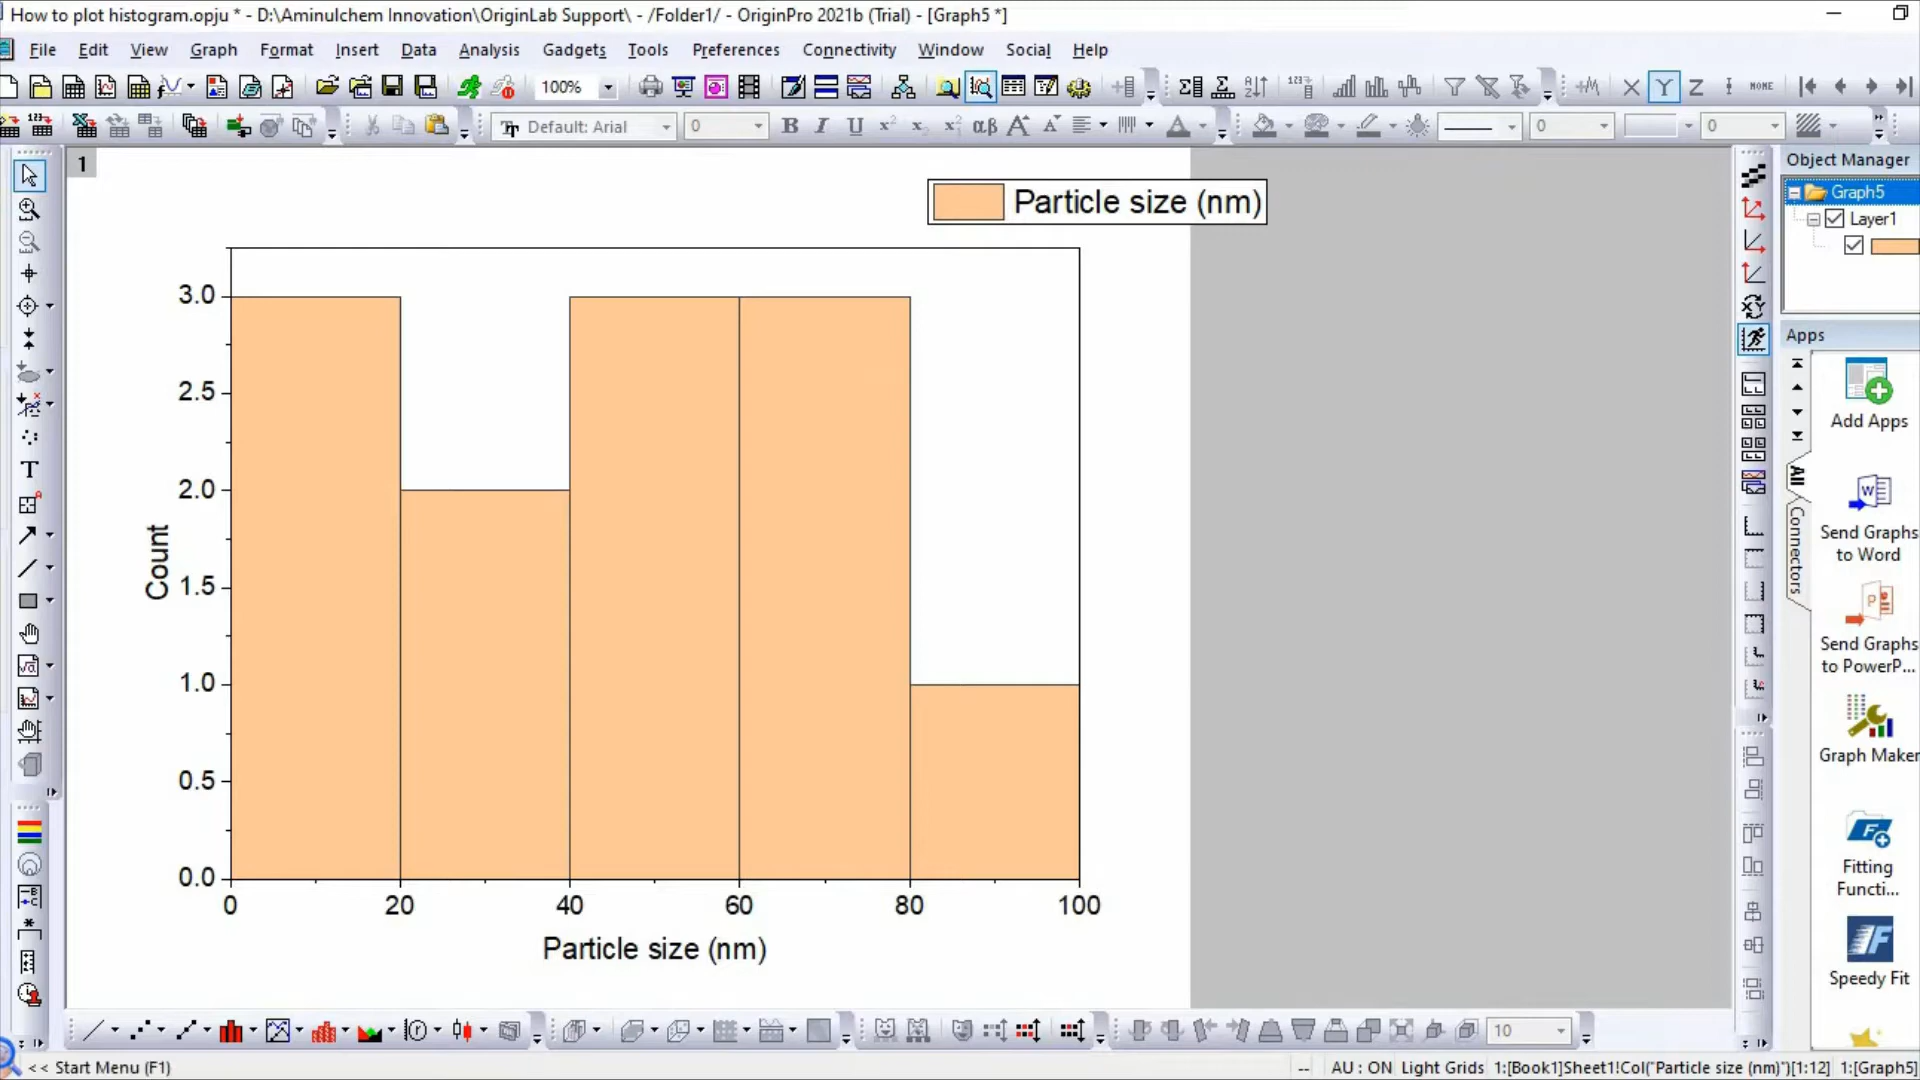 How to plot histogram.opju * - D:\Aminulchem Innovation\OriginLab Support\ - /Folder1/ - OriginPro 2021b (Trial) - [Graph5 *]
File Edit View Graph Format Insert Data Analysis Gadgets Tools Preferences Connectivity Window Social Help
100% X Y Z NONE
Default: Arial 0 B I U αβ A A A 0 0
1
Object Manager
Graph5
Layer1
Particle size (nm)
3.0
2.5
2.0
1.5
1.0
0.5
0.0
Count
0 20 40 60 80 100
Particle size (nm)
Apps
Add Apps
All
Connectors
Send Graphs
to Word
Send Graphs
to PowerP...
Graph Maker
Fitting
Functi...
Speedy Fit
T
10
<< Start Menu (F1)
-- AU : ON Light Grids 1:[Book1]Sheet1!Col("Particle size (nm)")[1:12] 1:[Graph5]